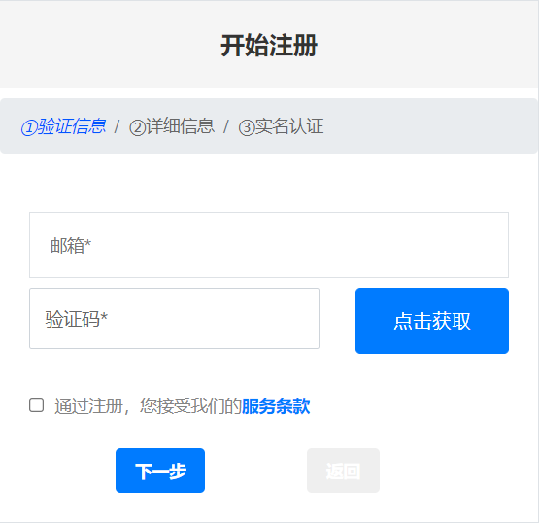 开始注册
①验证信息 / ②详细信息 / ③实名认证
邮箱*
验证码* 点击获取
通过注册，您接受我们的服务条款
下一步 返回